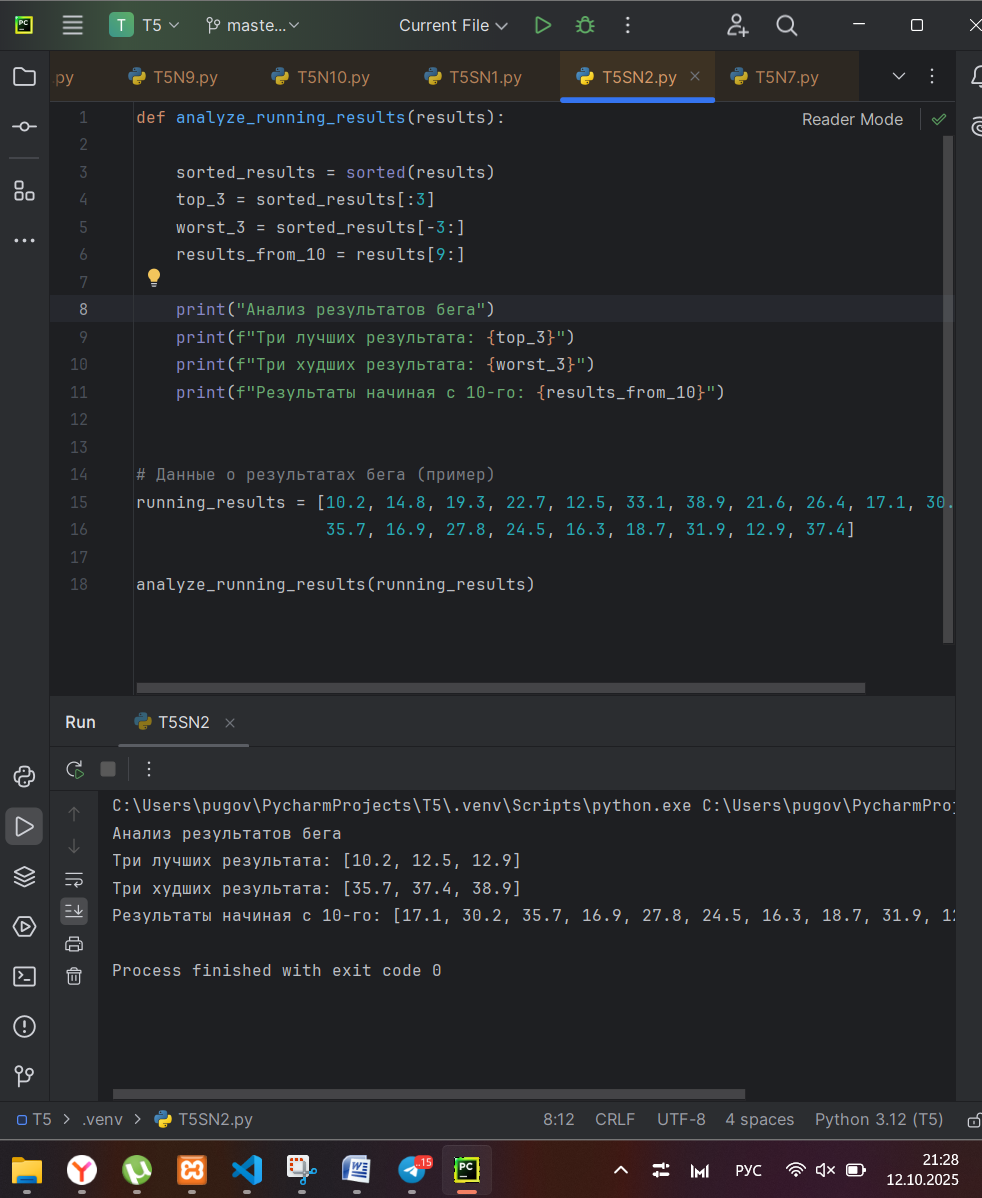 PC
T T5 maste... Current File
.py T5N9.py T5N10.py T5SN1.py T5SN2.py T5N7.py
Reader Mode
1 def analyze_running_results(results):
2
3 sorted_results = sorted(results)
4 top_3 = sorted_results[:3]
5 worst_3 = sorted_results[-3:]
6 results_from_10 = results[9:]
7
8 print("Анализ результатов бега")
9 print(f"Три лучших результата: {top_3}")
10 print(f"Три худших результата: {worst_3}")
11 print(f"Результаты начиная с 10-го: {results_from_10}")
12
13
14 # Данные о результатах бега (пример)
15 running_results = [10.2, 14.8, 19.3, 22.7, 12.5, 33.1, 38.9, 21.6, 26.4, 17.1, 30.
16 35.7, 16.9, 27.8, 24.5, 16.3, 18.7, 31.9, 12.9, 37.4]
17
18 analyze_running_results(running_results)
Run T5SN2
C:\Users\pugov\PycharmProjects\T5\.venv\Scripts\python.exe C:\Users\pugov\PycharmProj
Анализ результатов бега
Три лучших результата: [10.2, 12.5, 12.9]
Три худших результата: [35.7, 37.4, 38.9]
Результаты начиная с 10-го: [17.1, 30.2, 35.7, 16.9, 27.8, 24.5, 16.3, 18.7, 31.9, 12
Process finished with exit code 0
T5 > .venv > T5SN2.py 8:12 CRLF UTF-8 4 spaces Python 3.12 (T5)
..15
PC
РУС
21:28
12.10.2025